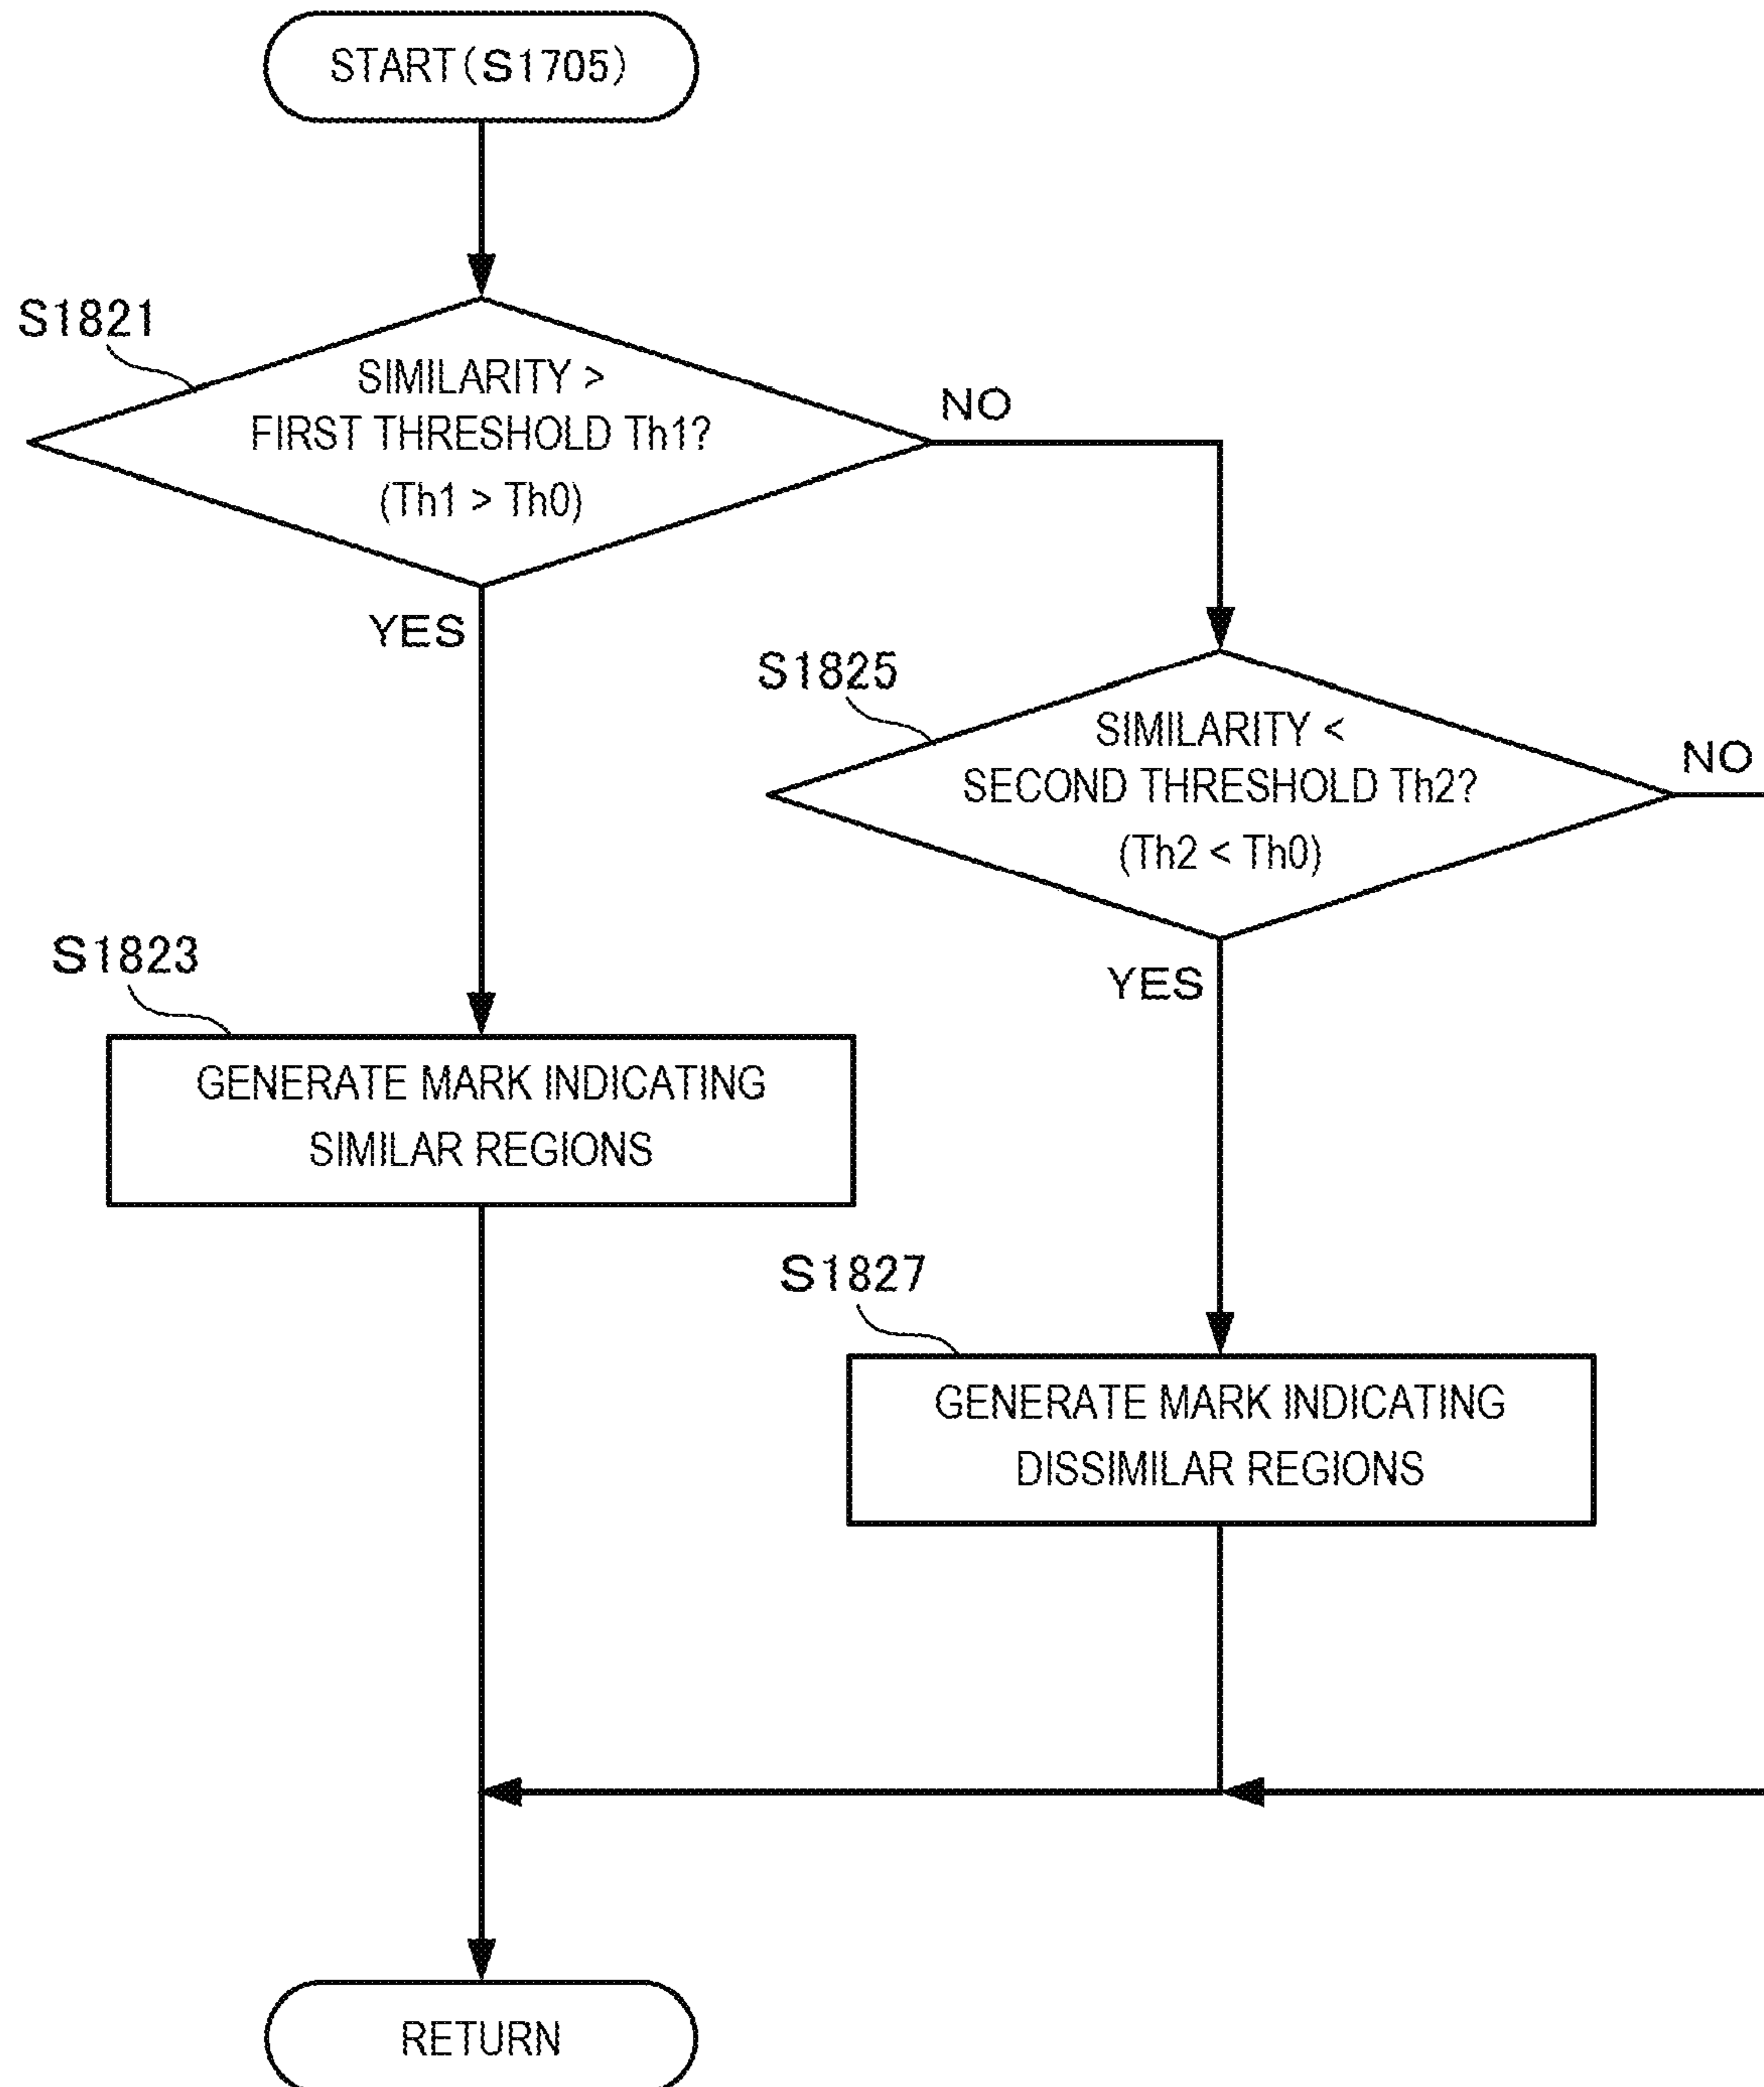 START(S1705)
S1821
SIMILARITY >
FIRST THRESHOLD Th1?
(Th1 > Th0)
NO
YES
S1825
SIMILARITY <
SECOND THRESHOLD Th2?
(Th2 < Th0)
NO
YES
S1823
GENERATE MARK INDICATING
SIMILAR REGIONS
S1827
GENERATE MARK INDICATING
DISSIMILAR REGIONS
RETURN